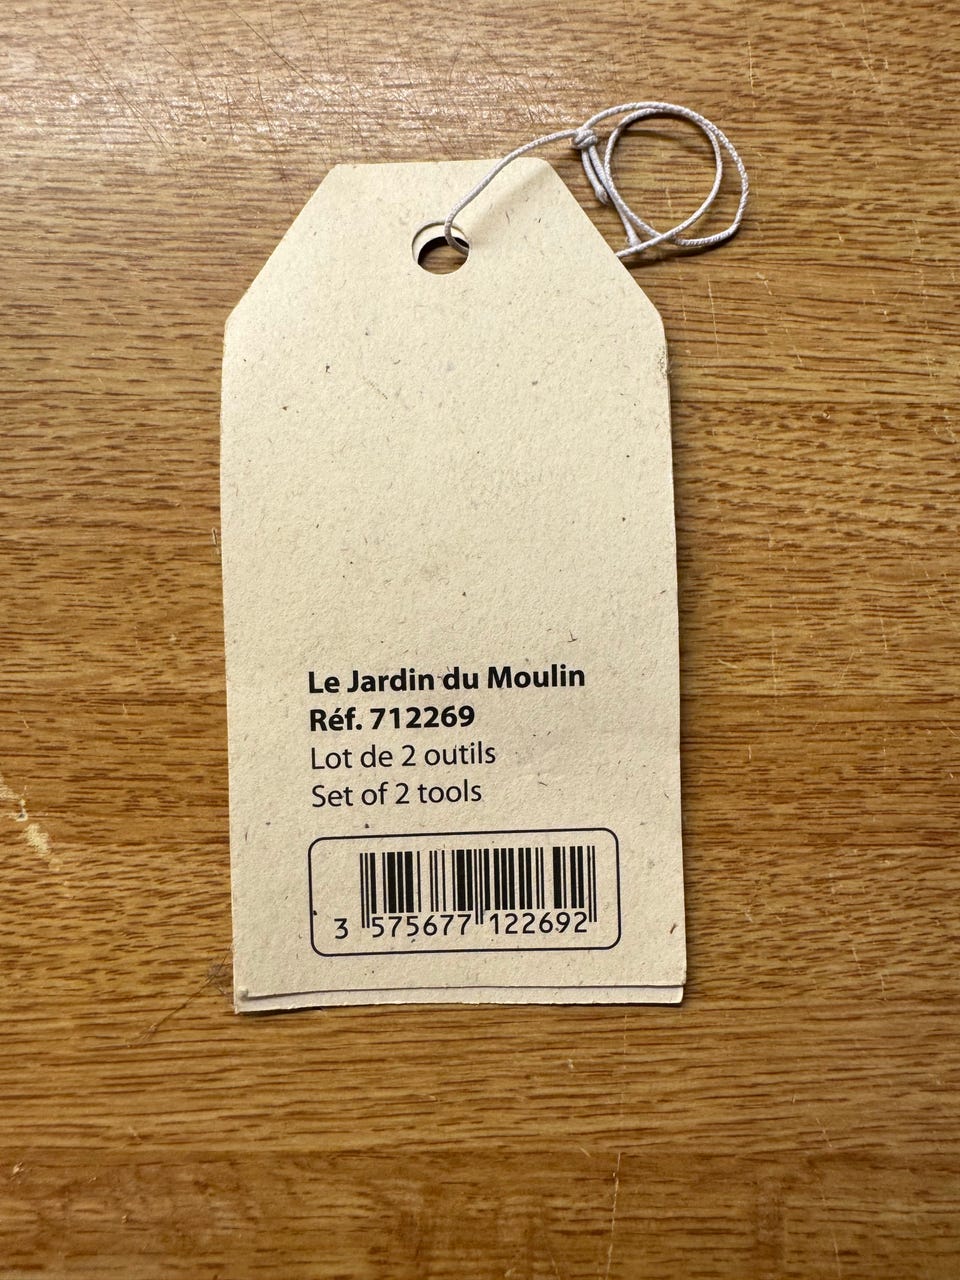 Le Jardin du Moulin
Réf. 712269
Lot de 2 outils
Set of 2 tools
3 575677 122692